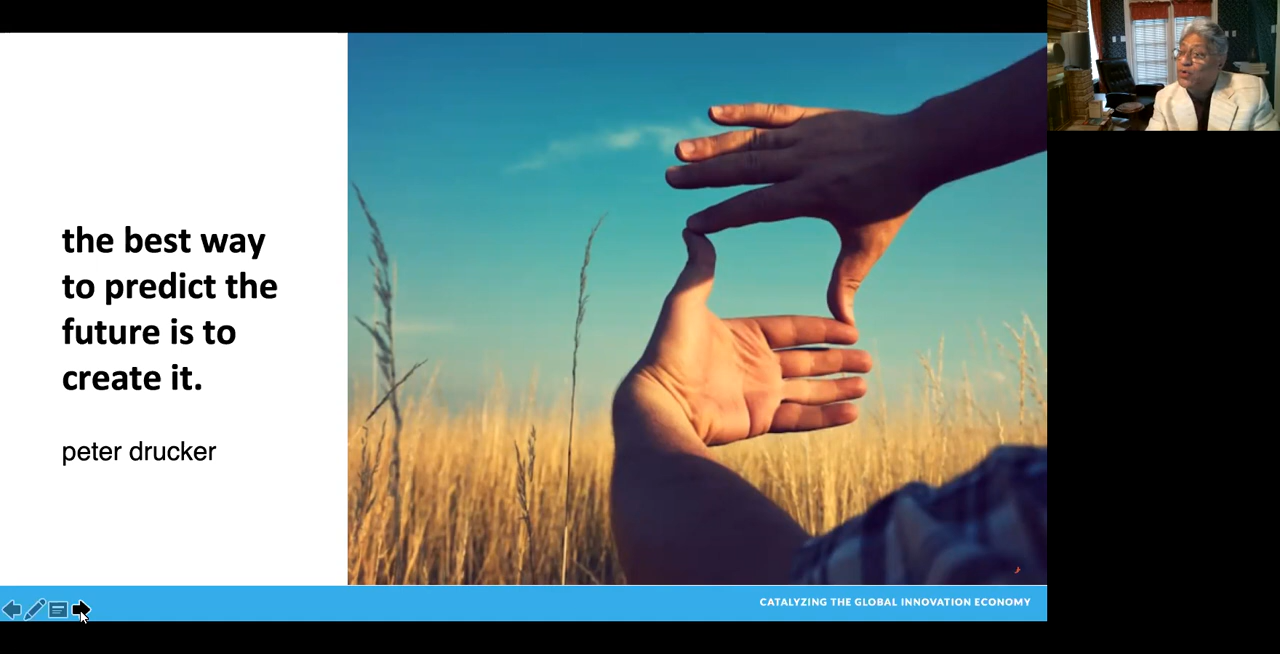 the best way
to predict the
future is to
create it.
peter drucker
CATALYZING THE GLOBAL INNOVATION ECONOMY